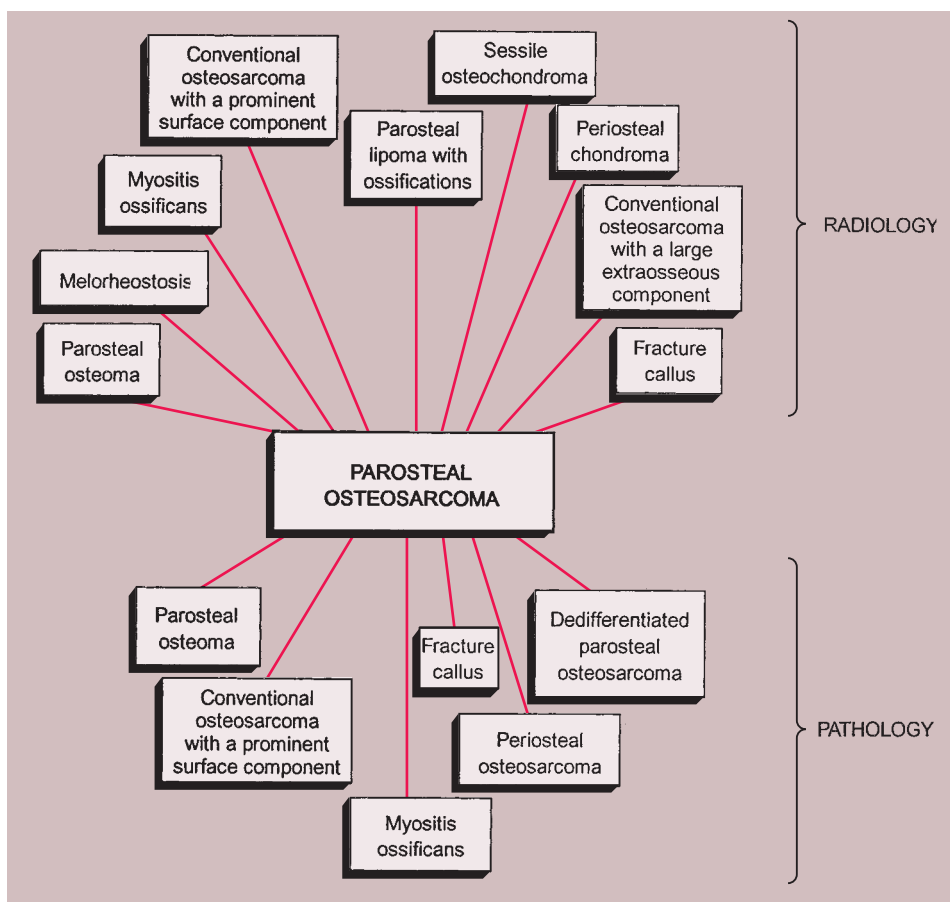 Sessile
osteochondroma
Conventional
osteosarcoma
with a prominent
surface component
Parosteal
lipoma with
ossifications
Periosteal
chondroma
Myositis
ossificans
Conventional
osteosarcoma
with a large
extraosseous
component
RADIOLOGY
Melorheostosis
Parosteal
osteoma
Fracture
callus
PAROSTEAL
OSTEOSARCOMA
Parosteal
osteoma
Fracture
callus
Dedifferentiated
parosteal
osteosarcoma
Conventional
osteosarcoma
with a prominent
surface component
Periosteal
osteosarcoma
PATHOLOGY
Myositis
ossificans